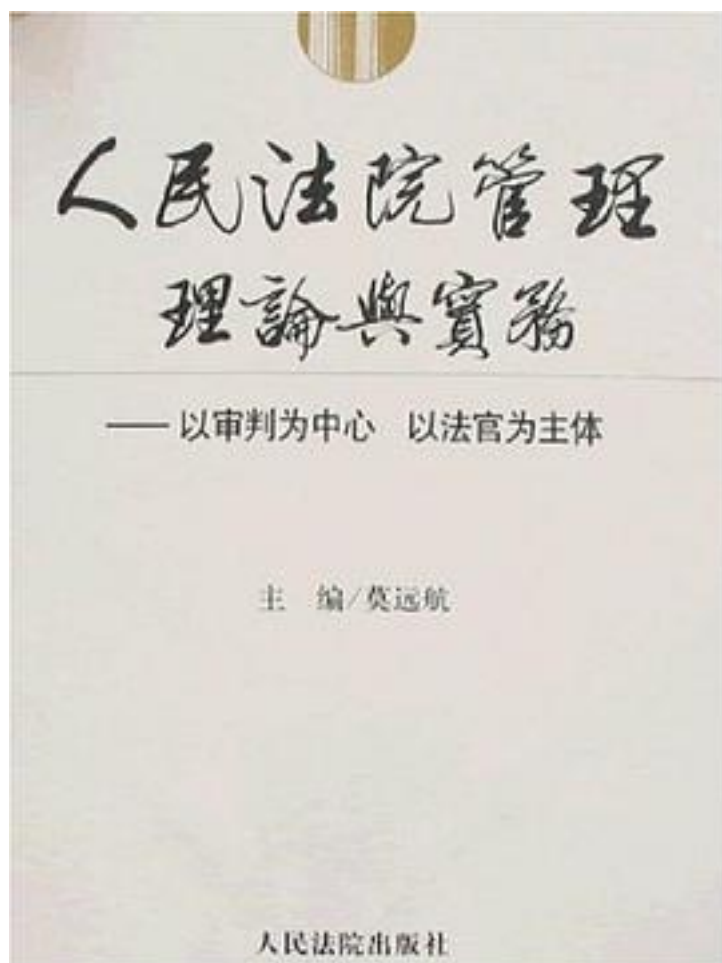 人民法院管理
理論與實務
——以审判为中心 以法官为主体
主 编/莫远航
人民法院出版社